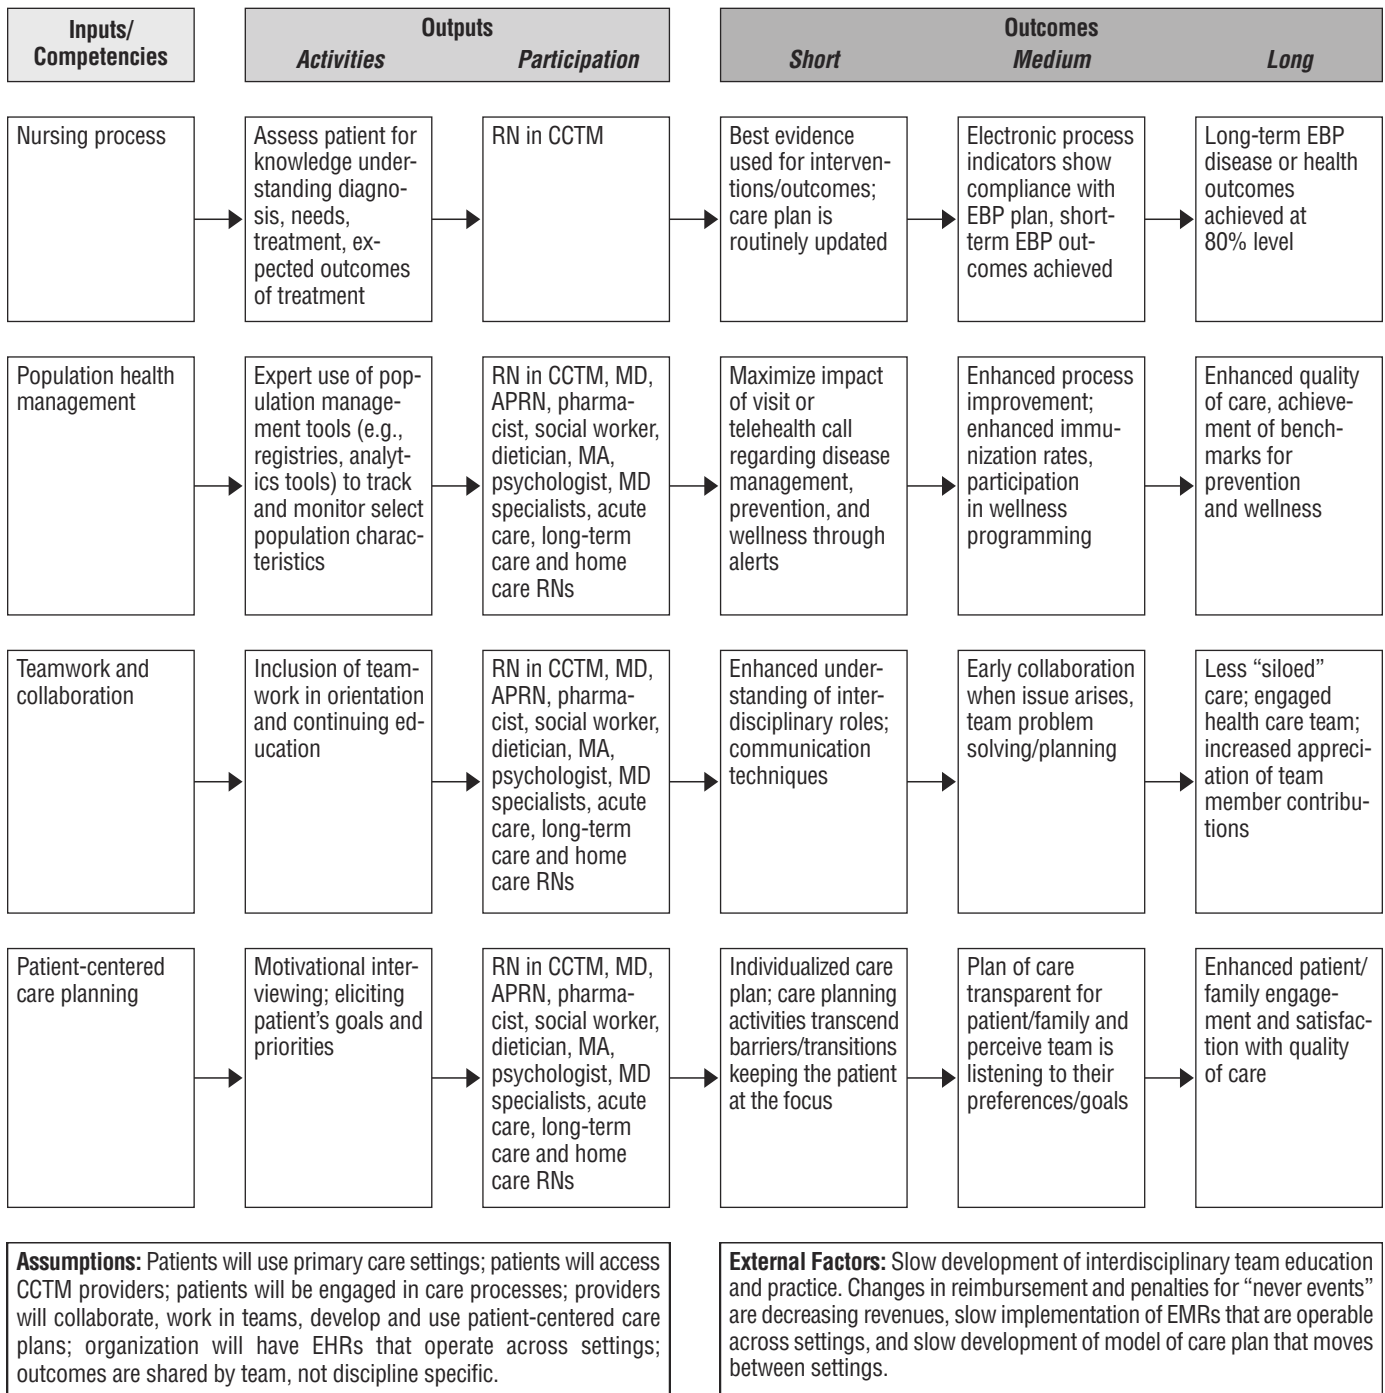 Inputs/
Competencies
Outputs
Activities
Participation
Outcomes
Short
Medium
Long
Nursing process
Assess patient for
knowledge under-
standing diagno-
sis, needs,
treatment, ex-
pected outcomes
of treatment
RN in CCTM
Best evidence
used for interven-
tions/outcomes;
care plan is
routinely updated
Electronic process
indicators show
compliance with
EBP plan, short-
term EBP out-
comes achieved
Long-term EBP
disease or health
outcomes
achieved at
80% level
Population health
management
Expert use of pop-
ulation manage-
ment tools (e.g.,
registries, analyt-
ics tools) to track
and monitor select
population charac-
teristics
RN in CCTM, MD,
APRN, pharma-
cist, social worker,
dietician, MA,
psychologist, MD
specialists, acute
care, long-term
care and home
care RNs
Maximize impact
of visit or
telehealth call
regarding disease
management,
prevention, and
wellness through
alerts
Enhanced process
improvement;
enhanced immu-
nization rates,
participation
in wellness
programming
Enhanced quality
of care, achieve-
ment of bench-
marks for
prevention
and wellness
Teamwork and
collaboration
Inclusion of team-
work in orientation
and continuing ed-
ucation
RN in CCTM, MD,
APRN, pharma-
cist, social worker,
dietician, MA,
psychologist, MD
specialists, acute
care, long-term
care and home
care RNs
Enhanced under-
standing of inter-
disciplinary roles;
communication
techniques
Early collaboration
when issue arises,
team problem
solving/planning
Less “siloed”
care; engaged
health care team;
increased appreci-
ation of team
member contribu-
tions
Patient-centered
care planning
Motivational inter-
viewing; eliciting
patient’s goals and
priorities
RN in CCTM, MD,
APRN, pharma-
cist, social worker,
dietician, MA,
psychologist, MD
specialists, acute
care, long-term
care and home
care RNs
Individualized care
plan; care planning
activities transcend
barriers/transitions
keeping the patient
at the focus
Plan of care
transparent for
patient/family and
perceive team is
listening to their
preferences/goals
Enhanced patient/
family engage-
ment and satisfac-
tion with quality
of care
Assumptions: Patients will use primary care settings; patients will access
CCTM providers; patients will be engaged in care processes; providers
will collaborate, work in teams, develop and use patient-centered care
plans; organization will have EHRs that operate across settings;
outcomes are shared by team, not discipline specific.
External Factors: Slow development of interdisciplinary team education
and practice. Changes in reimbursement and penalties for “never events”
are decreasing revenues, slow implementation of EMRs that are operable
across settings, and slow development of model of care plan that moves
between settings.